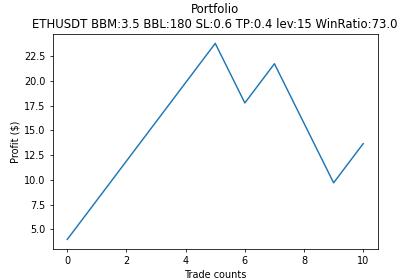 Portfolio
ETHUSDT BBM:3.5 BBL:180 SL:0.6 TP:0.4 lev:15 WinRatio:73.0
22.5
20.0
17.5
15.0
12.5
10.0
7.5
5.0
Profit ($)
0 2 4 6 8 10
Trade counts